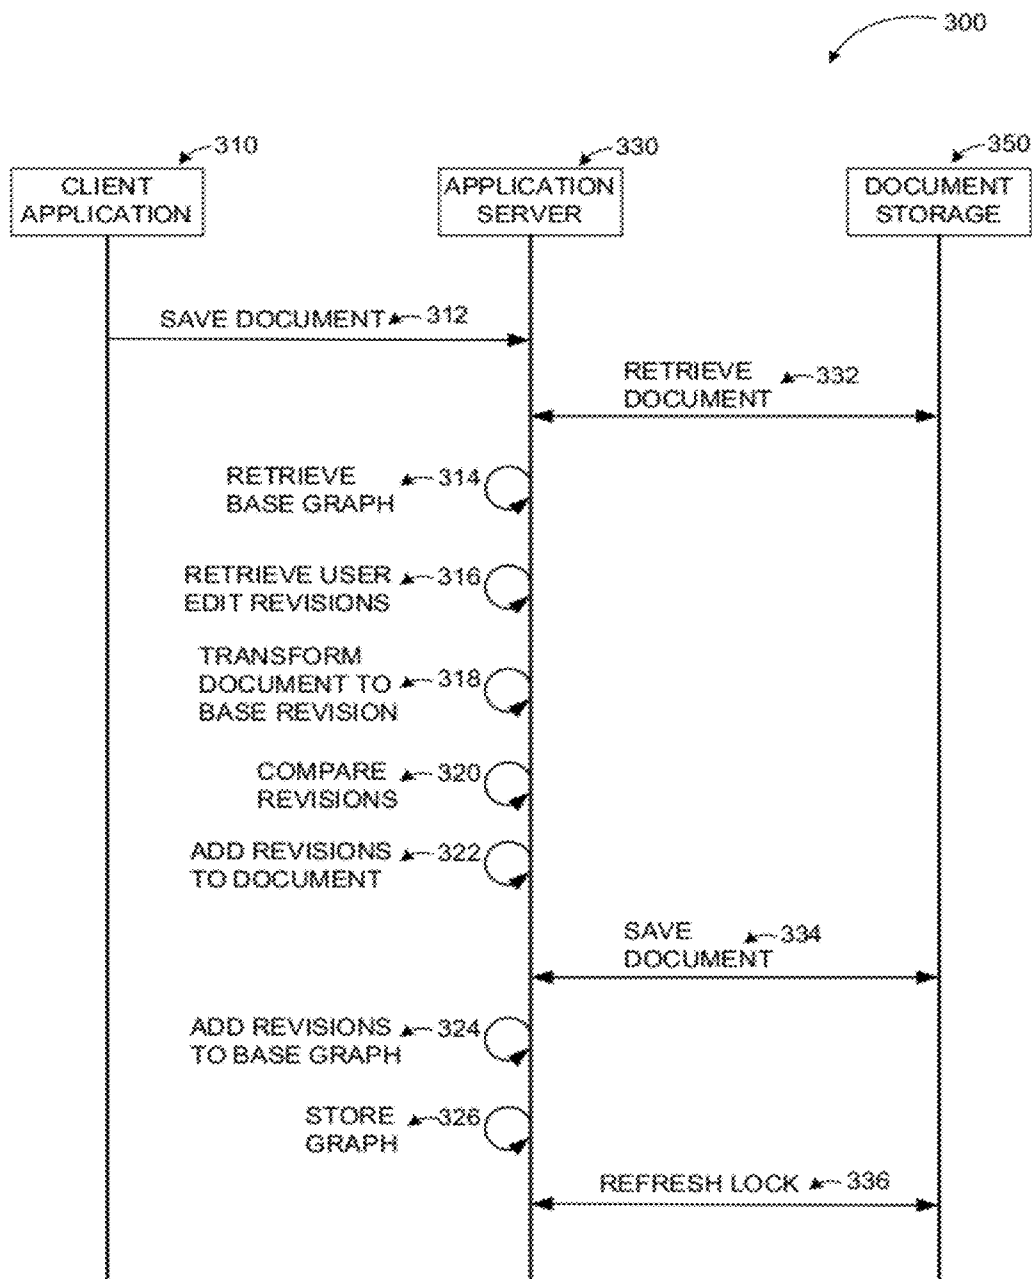 300
310
330
350
CLIENT
APPLICATION
APPLICATION
SERVER
DOCUMENT
STORAGE
SAVE DOCUMENT 312
RETRIEVE
DOCUMENT 332
RETRIEVE
BASE GRAPH 314
RETRIEVE USER
EDIT REVISIONS 316
TRANSFORM
DOCUMENT TO 318
BASE REVISION
COMPARE 320
REVISIONS
ADD REVISIONS 322
TO DOCUMENT
SAVE 334
DOCUMENT
ADD REVISIONS 324
TO BASE GRAPH
STORE 326
GRAPH
REFRESH LOCK 336